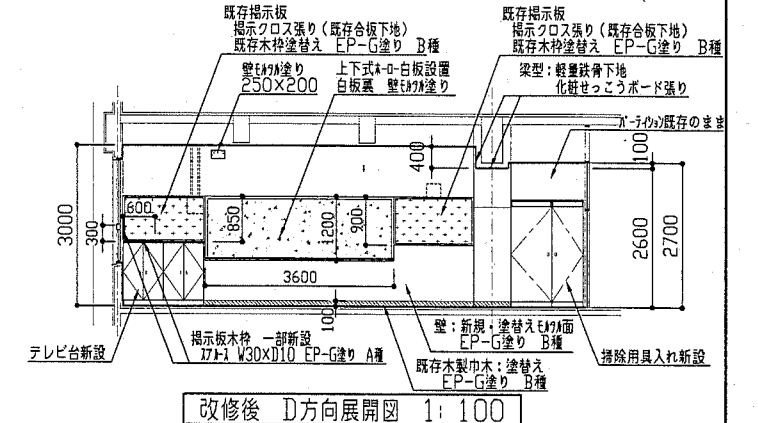 既存掲示板
掲示クロス張り（既存合板下地）
既存木枠塗替え EP-G塗り B種
既存掲示板
掲示クロス張り（既存合板下地）
既存木枠塗替え EP-G塗り B種
壁ﾓﾙﾀﾙ塗り
250×200
上下式ﾎｰﾛｰ白板設置
白板裏 壁ﾓﾙﾀﾙ塗り
梁型：軽量鉄骨下地
化粧せっこうボード張り
ﾊﾟｰﾃｨｼｮﾝ既存のまま
400
100
3000
300
600
850
1200
900
2600
2700
3600
100
テレビ台新設
掲示板木枠 一部新設
ｽﾌﾟﾙｰｽ W30×D10 EP-G塗り A種
壁：新規・塗替えﾓﾙﾀﾙ面
EP-G塗り B種
既存木製巾木：塗替え
EP-G塗り B種
掃除用具入れ新設
改修後 D方向展開図 1:100